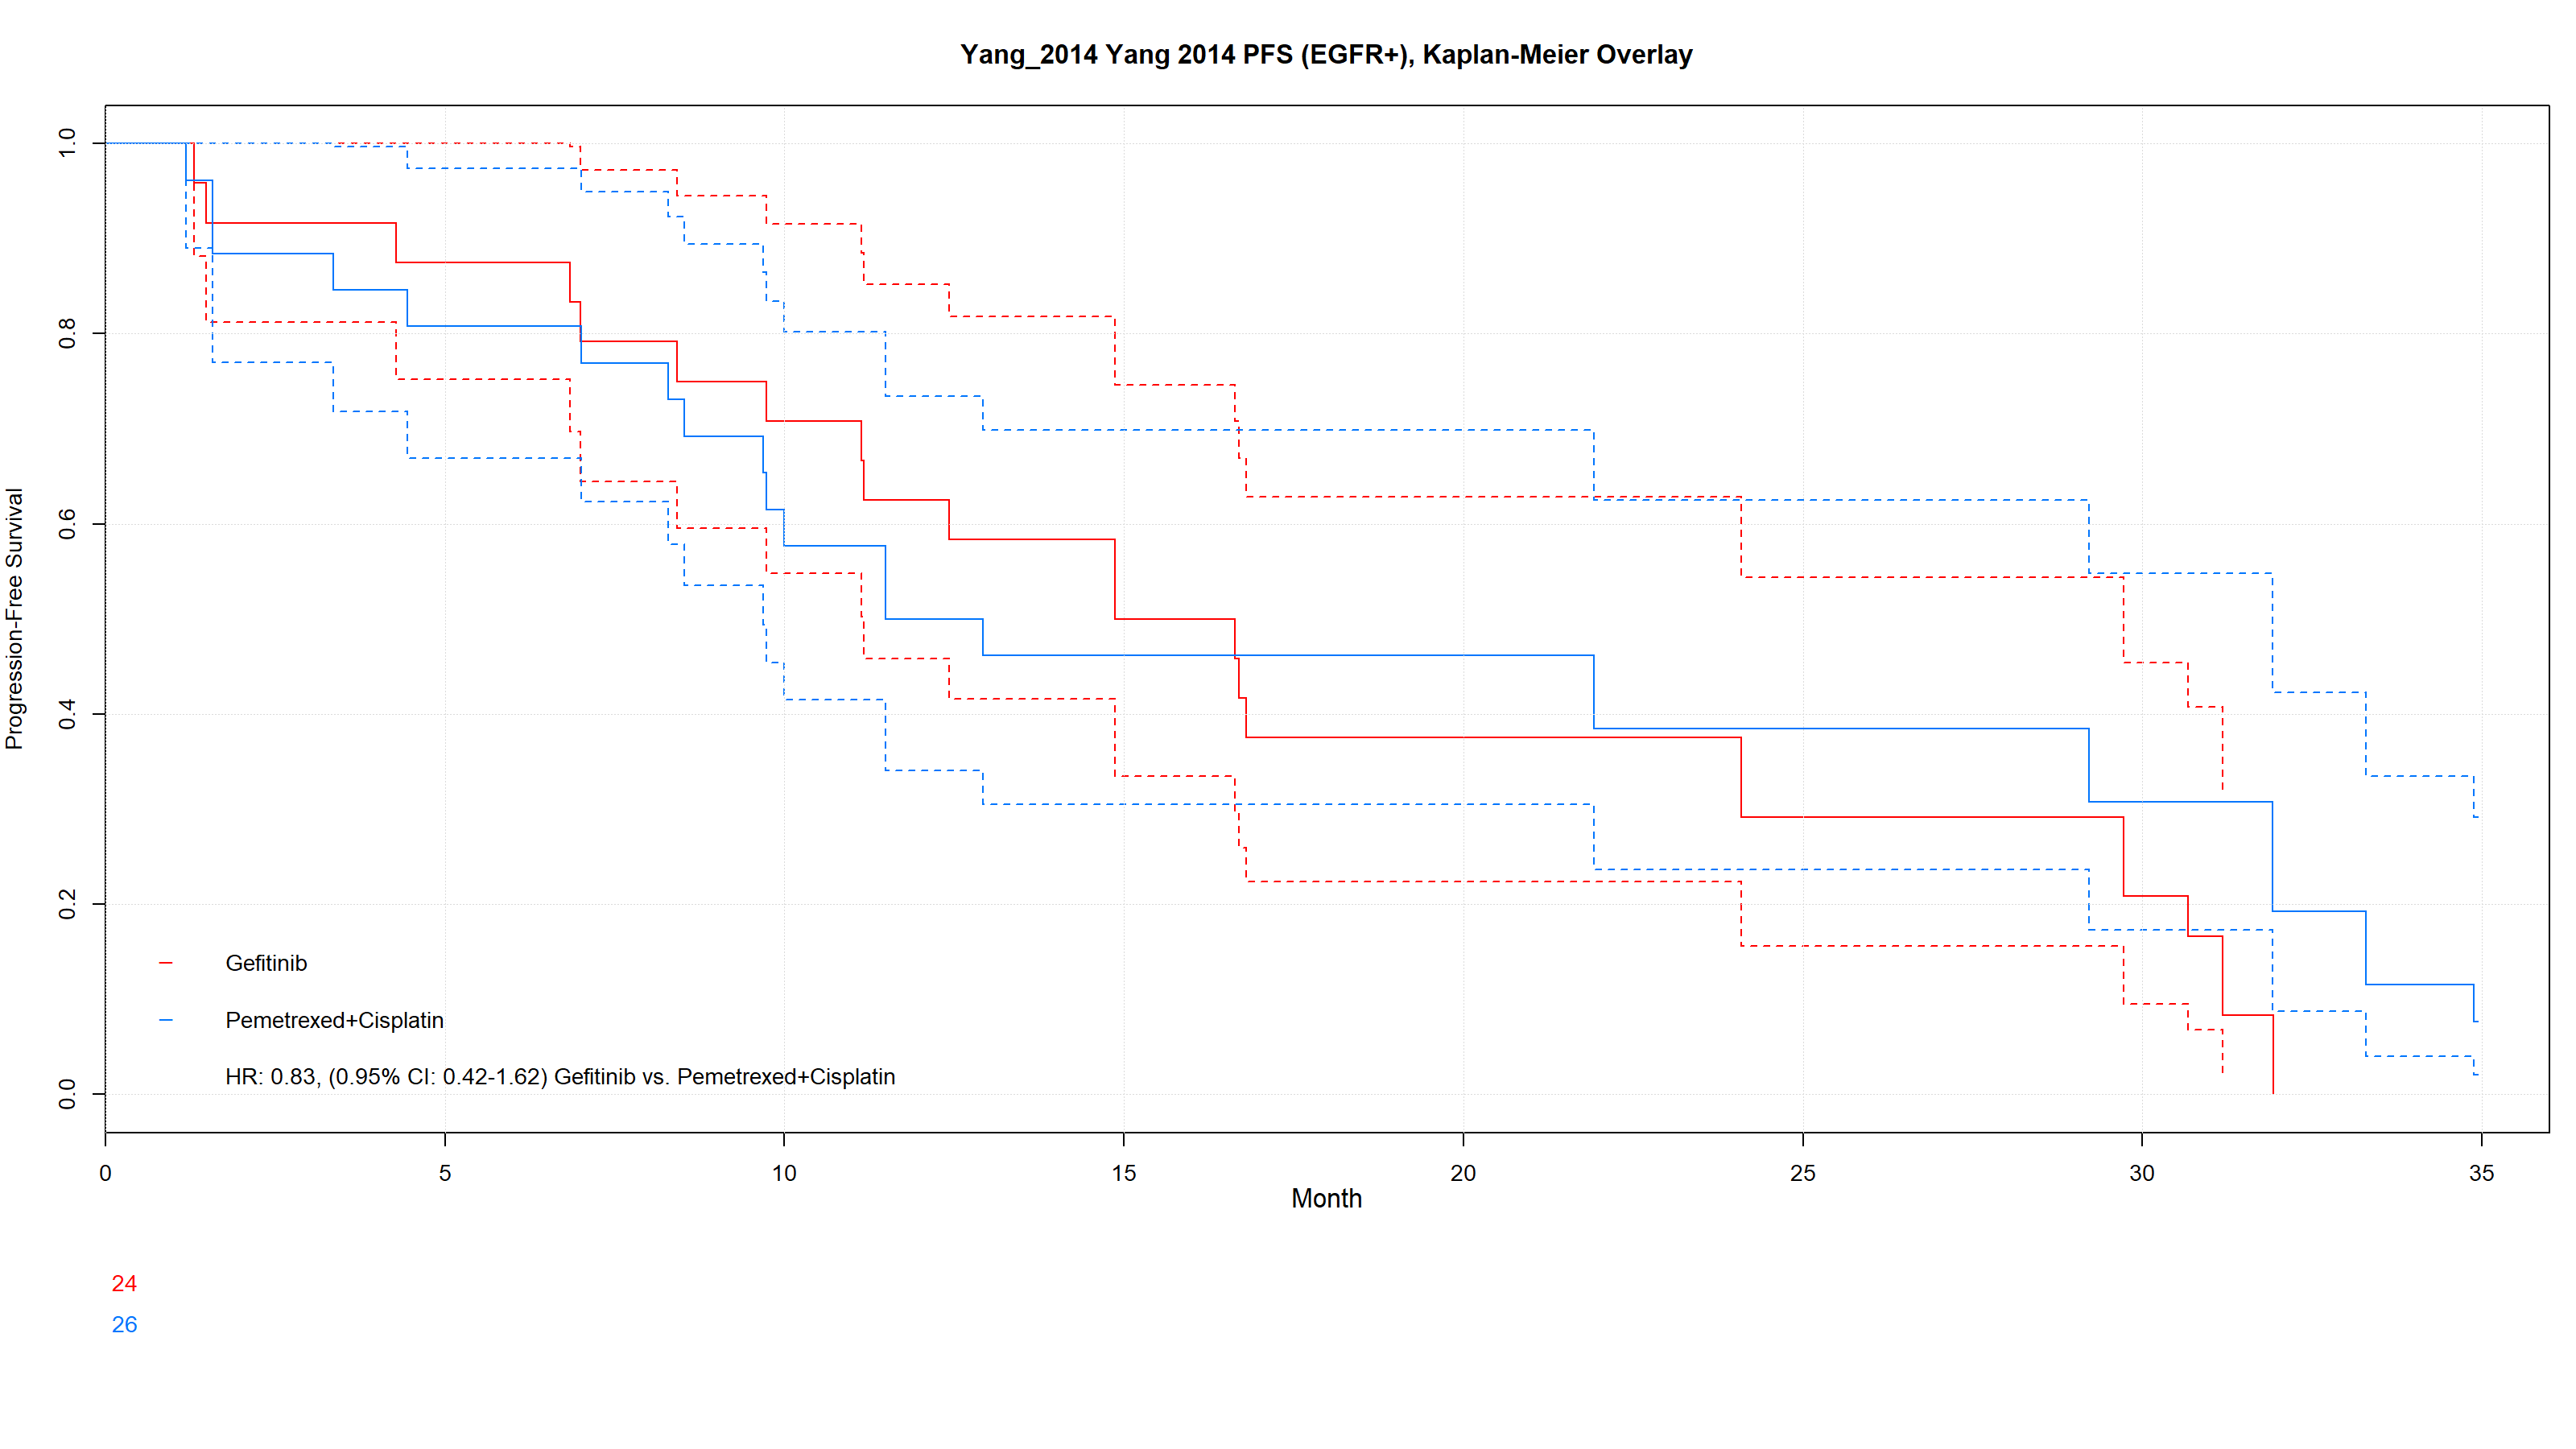 Yang_2014 Yang 2014 PFS (EGFR+), Kaplan-Meier Overlay
Progression-Free Survival
1.0
0.8
0.6
0.4
0.2
0.0
Gefitinib
Pemetrexed+Cisplatin
HR: 0.83, (0.95% CI: 0.42-1.62) Gefitinib vs. Pemetrexed+Cisplatin
0 5 10 15 20 25 30 35
Month
24
26